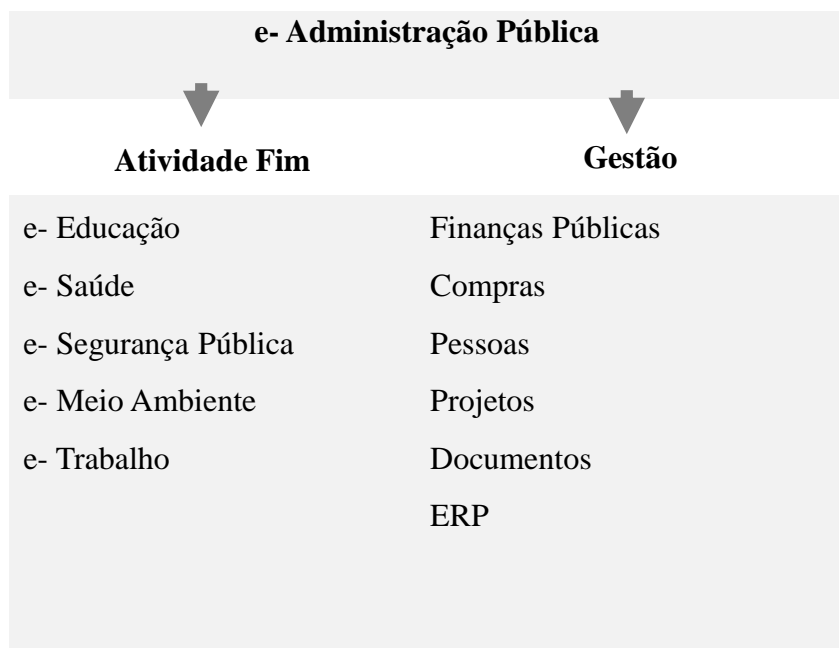 e- Administração Pública
Atividade Fim
Gestão
e- Educação
e- Saúde
e- Segurança Pública
e- Meio Ambiente
e- Trabalho
Finanças Públicas
Compras
Pessoas
Projetos
Documentos
ERP